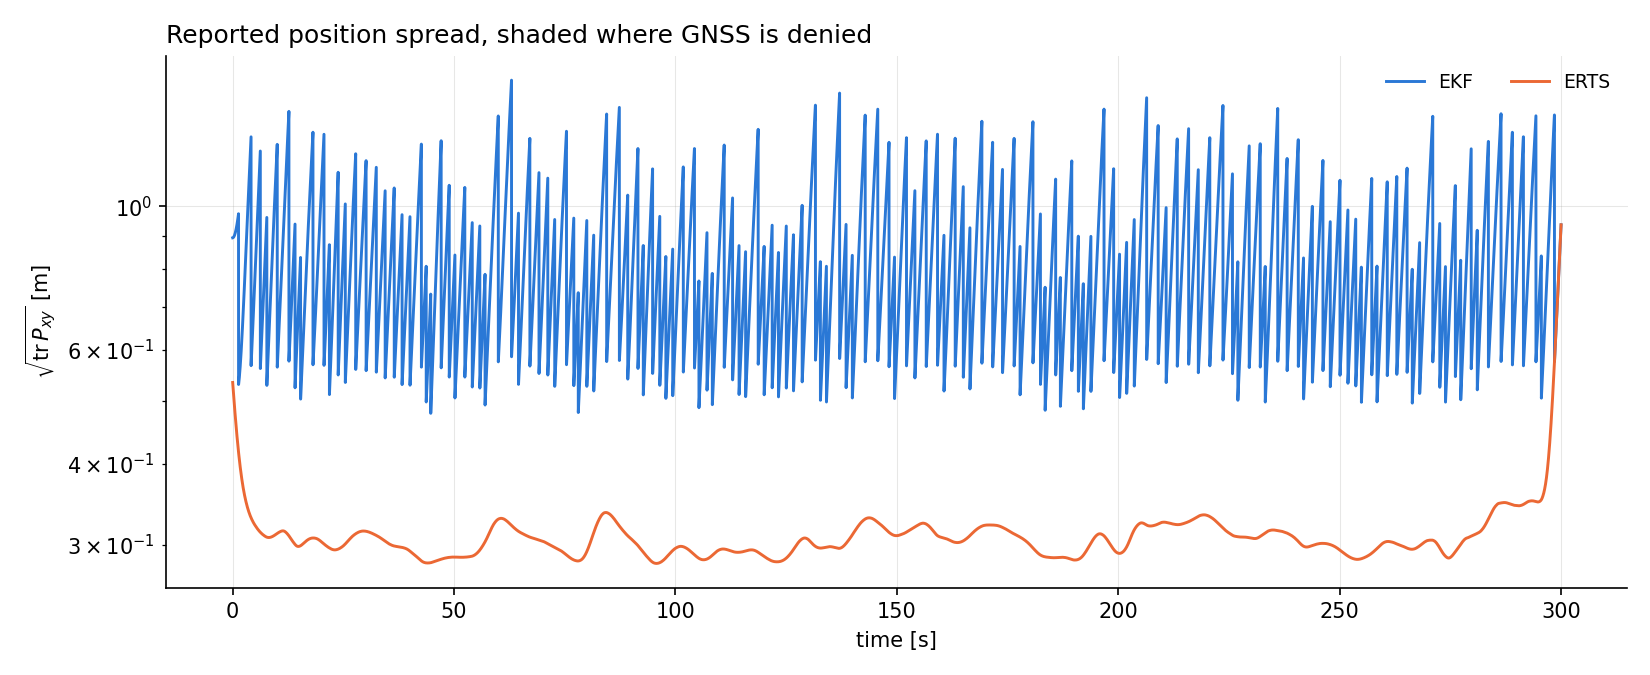 Reported position spread, shaded where GNSS is denied
EKF
ERTS
10⁰
6 × 10⁻¹
4 × 10⁻¹
3 × 10⁻¹
√tr Pₓᵧ [m]
0 50 100 150 200 250 300
time [s]